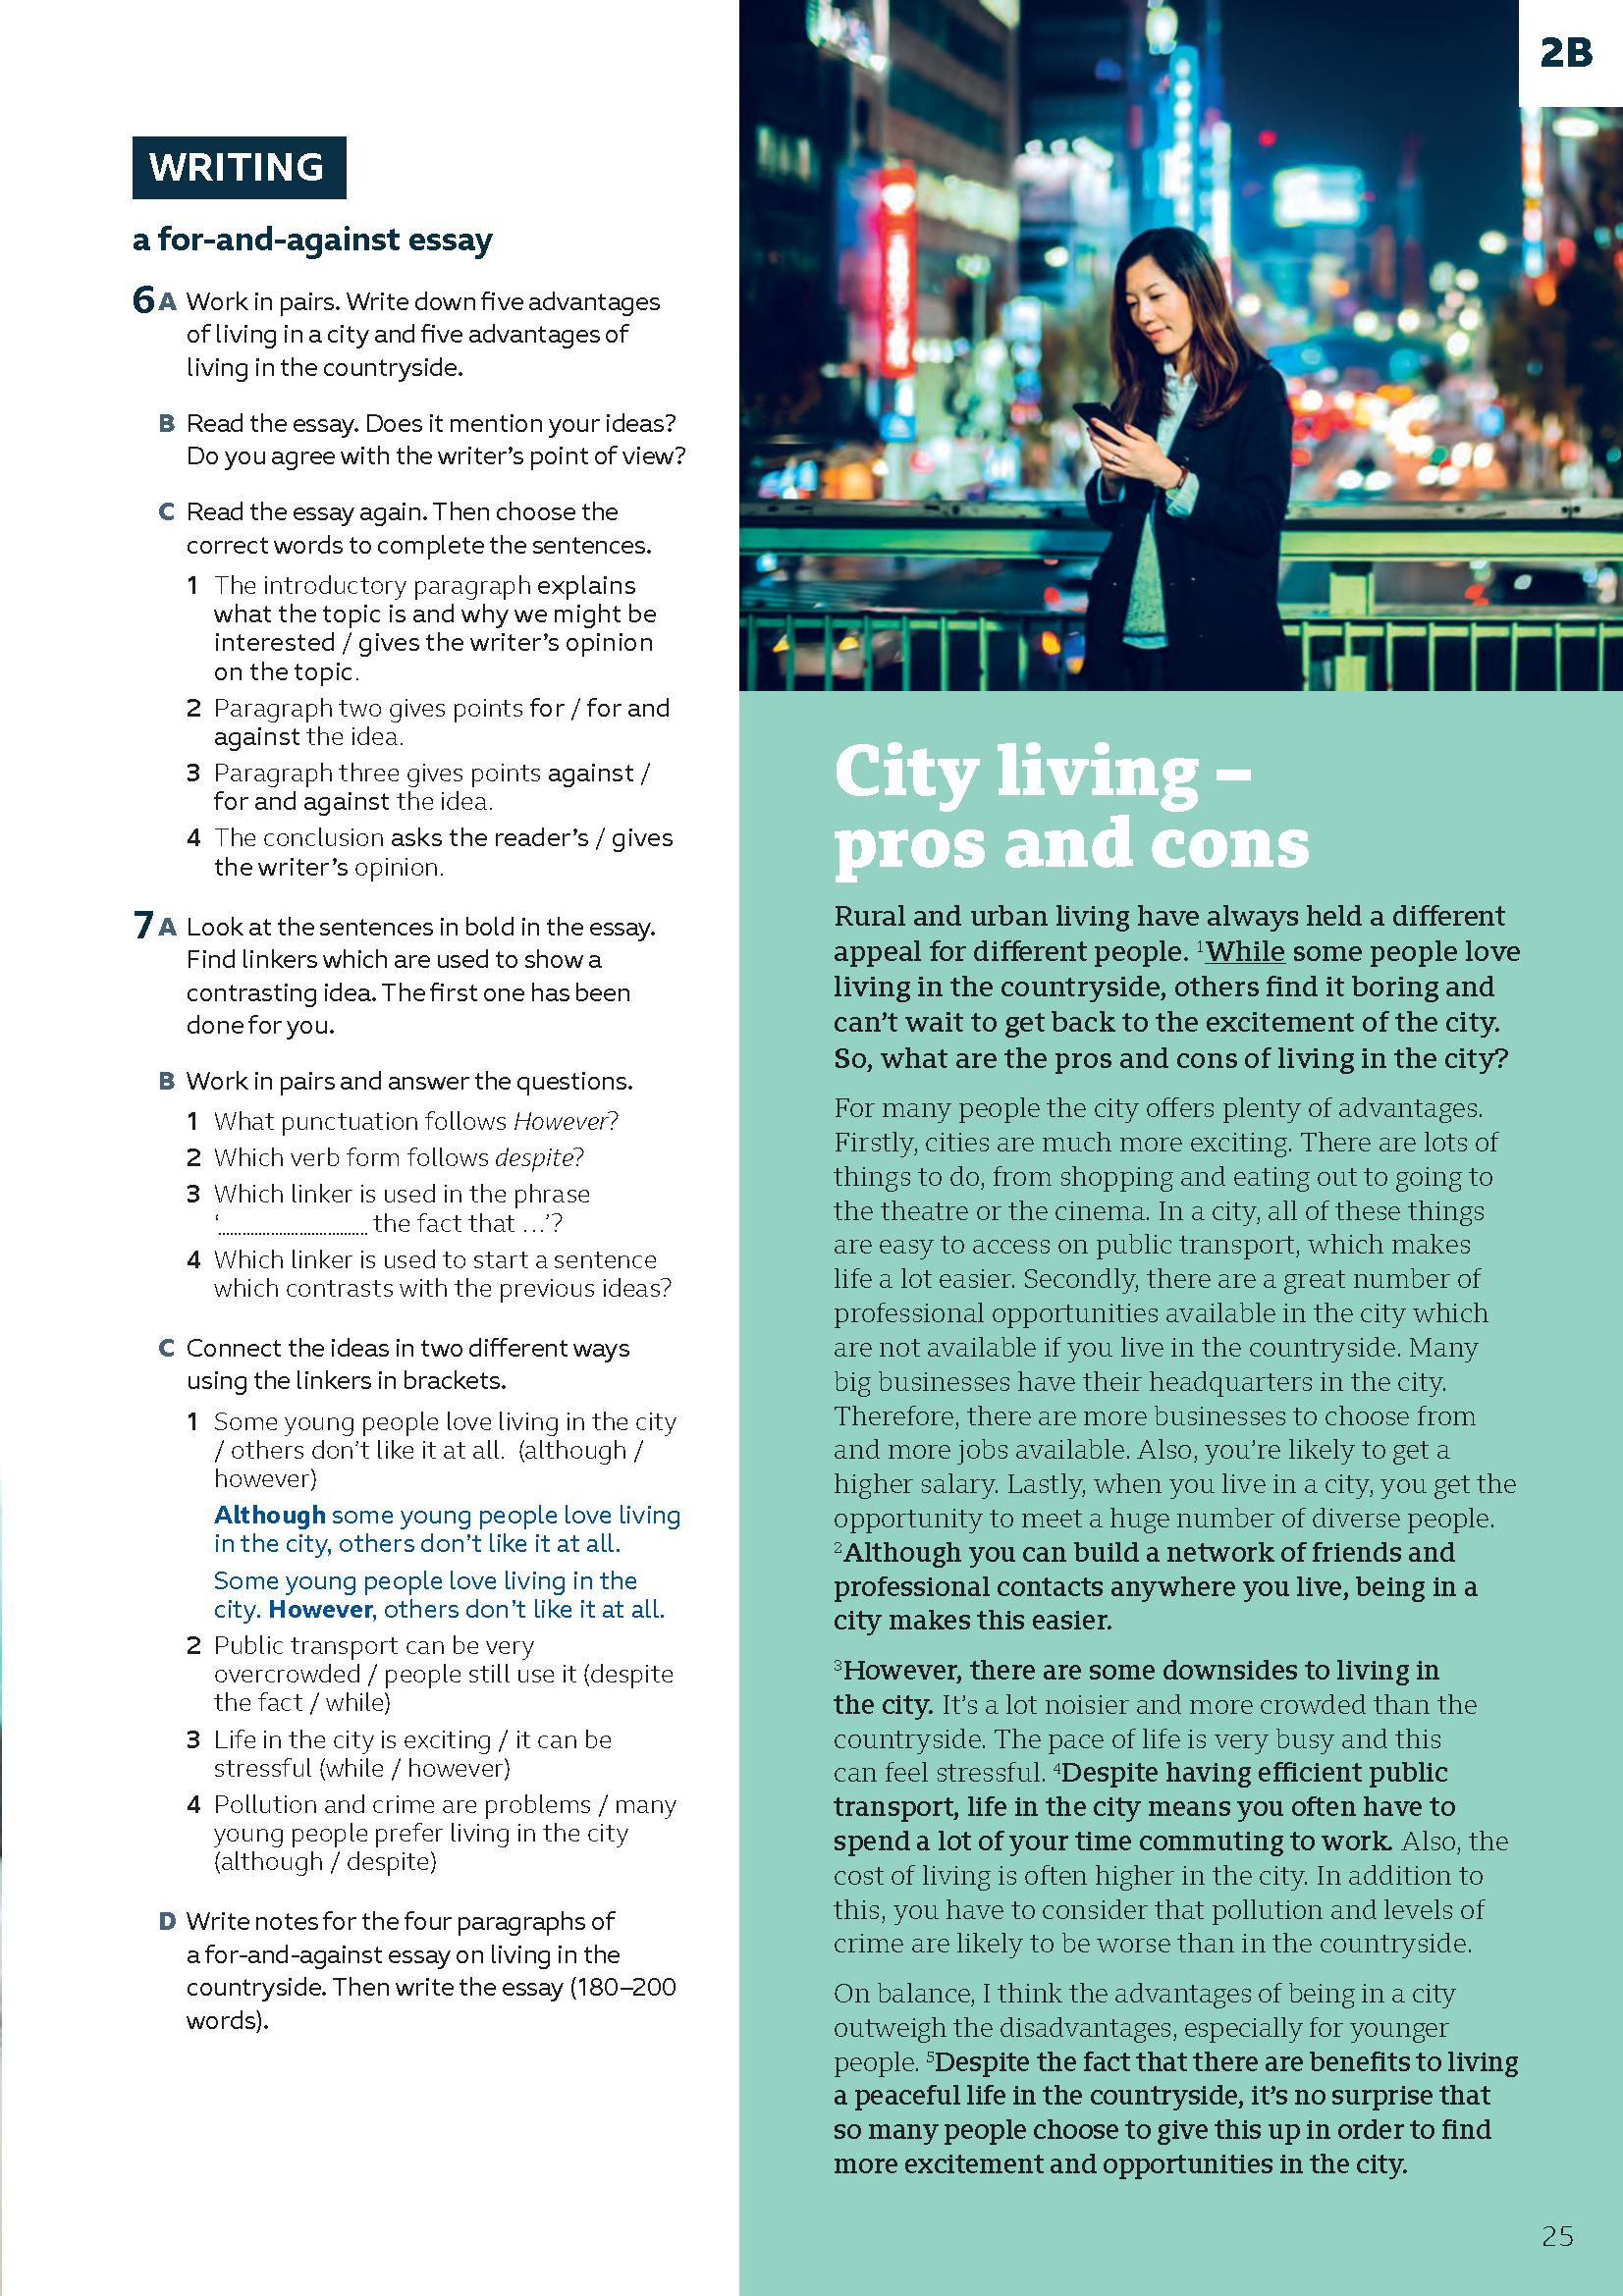 2B
WRITING
a for-and-against essay
6 A Work in pairs. Write down five advantages
of living in a city and five advantages of
living in the countryside.
B Read the essay. Does it mention your ideas?
Do you agree with the writer's point of view?
C Read the essay again. Then choose the
correct words to complete the sentences.
1 The introductory paragraph explains
what the topic is and why we might be
interested / gives the writer's opinion
on the topic.
2 Paragraph two gives points for / for and
against the idea.
3 Paragraph three gives points against /
for and against the idea.
4 The conclusion asks the reader's / gives
the writer's opinion.
7 A Look at the sentences in bold in the essay.
Find linkers which are used to show a
contrasting idea. The first one has been
done for you.
B Work in pairs and answer the questions.
1 What punctuation follows However?
2 Which verb form follows despite?
3 Which linker is used in the phrase
'.................................... the fact that ...'?
4 Which linker is used to start a sentence
which contrasts with the previous ideas?
C Connect the ideas in two different ways
using the linkers in brackets.
1 Some young people love living in the city
/ others don't like it at all. (although /
however)
Although some young people love living
in the city, others don't like it at all.
Some young people love living in the
city. However, others don't like it at all.
2 Public transport can be very
overcrowded / people still use it (despite
the fact / while)
3 Life in the city is exciting / it can be
stressful (while / however)
4 Pollution and crime are problems / many
young people prefer living in the city
(although / despite)
D Write notes for the four paragraphs of
a for-and-against essay on living in the
countryside. Then write the essay (180–200
words).
City living –
pros and cons
Rural and urban living have always held a different
appeal for different people. 1While some people love
living in the countryside, others find it boring and
can't wait to get back to the excitement of the city.
So, what are the pros and cons of living in the city?
For many people the city offers plenty of advantages.
Firstly, cities are much more exciting. There are lots of
things to do, from shopping and eating out to going to
the theatre or the cinema. In a city, all of these things
are easy to access on public transport, which makes
life a lot easier. Secondly, there are a great number of
professional opportunities available in the city which
are not available if you live in the countryside. Many
big businesses have their headquarters in the city.
Therefore, there are more businesses to choose from
and more jobs available. Also, you're likely to get a
higher salary. Lastly, when you live in a city, you get the
opportunity to meet a huge number of diverse people.
2Although you can build a network of friends and
professional contacts anywhere you live, being in a
city makes this easier.
3However, there are some downsides to living in
the city. It's a lot noisier and more crowded than the
countryside. The pace of life is very busy and this
can feel stressful. 4Despite having efficient public
transport, life in the city means you often have to
spend a lot of your time commuting to work. Also, the
cost of living is often higher in the city. In addition to
this, you have to consider that pollution and levels of
crime are likely to be worse than in the countryside.
On balance, I think the advantages of being in a city
outweigh the disadvantages, especially for younger
people. 5Despite the fact that there are benefits to living
a peaceful life in the countryside, it's no surprise that
so many people choose to give this up in order to find
more excitement and opportunities in the city.
25